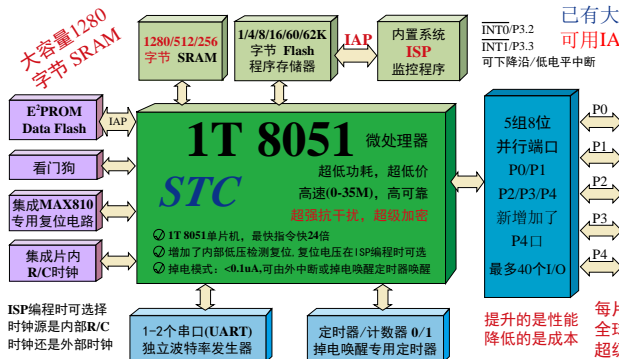 大容量1280
字节 SRAM
1280/512/256
字节 SRAM
1/4/8/16/60/62K
字节 Flash
程序存储器
IAP
内置系统
ISP
监控程序
INT0/P3.2
INT1/P3.3
可下降沿/低电平中断
己有大
可用IA
E²PROM
Data Flash
IAP
看门狗
集成MAX810
专用复位电路
集成片内
R/C时钟
1T 8051 微处理器
STC
超低功耗，超低价
高速(0-35M)，高可靠
超强抗干扰，超级加密
1T 8051单片机，最快指令快24倍
增加了内部低压检测复位. 复位电压在ISP编程时可选
掉电模式：<0.1uA,可由外中断或掉电唤醒定时器唤醒
5组8位
并行端口
P0/P1
P2/P3/P4
新增加了
P4口
最多40个I/O
P0
P1
P2
P3
P4
ISP编程时可选择
时钟源是内部R/C
时钟还是外部时钟
1-2个串口(UART)
独立波特率发生器
定时器/计数器 0/1
掉电唤醒专用定时器
提升的是性能
降低的是成本
每片
全球
超级